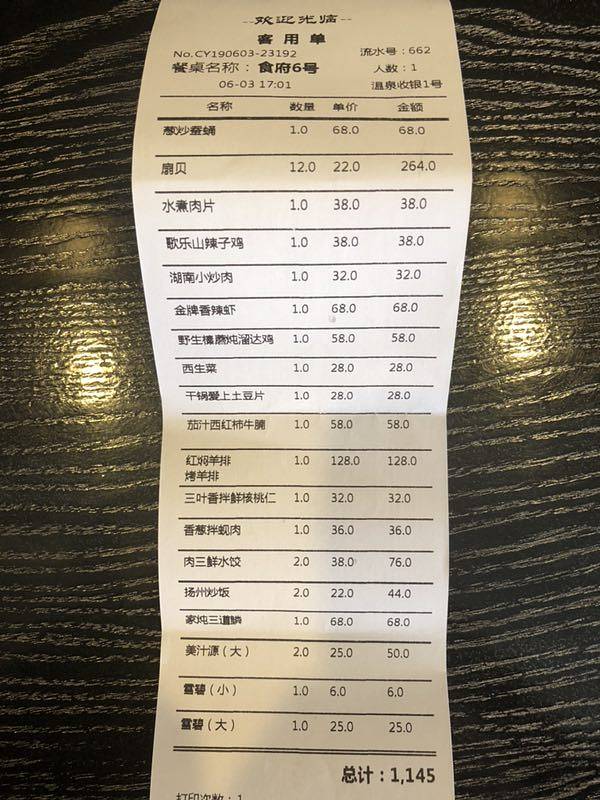 --欢迎光临--
客用单
No.CY190603-23192 流水号：662
餐桌名称：食府6号 人数：1
06-03 17:01 温泉收银1号
名称 数量 单价 金额
葱炒蚕蛹 1.0 68.0 68.0
扇贝 12.0 22.0 264.0
水煮肉片 1.0 38.0 38.0
歌乐山辣子鸡 1.0 38.0 38.0
湖南小炒肉 1.0 32.0 32.0
金牌香辣虾 1.0 68.0 68.0
野生榛蘑炖溜达鸡 1.0 58.0 58.0
西生菜 1.0 28.0 28.0
干锅爱上土豆片 1.0 28.0 28.0
茄汁西红柿牛腩 1.0 58.0 58.0
红焖羊排 1.0 128.0 128.0
烤羊排
三叶香拌鲜核桃仁 1.0 32.0 32.0
香葱拌蚬肉 1.0 36.0 36.0
肉三鲜水饺 2.0 38.0 76.0
扬州炒饭 2.0 22.0 44.0
家炖三道鳞 1.0 68.0 68.0
美汁源（大） 2.0 25.0 50.0
雪碧（小） 1.0 6.0 6.0
雪碧（大） 1.0 25.0 25.0
总计：1,145
打印次数：1